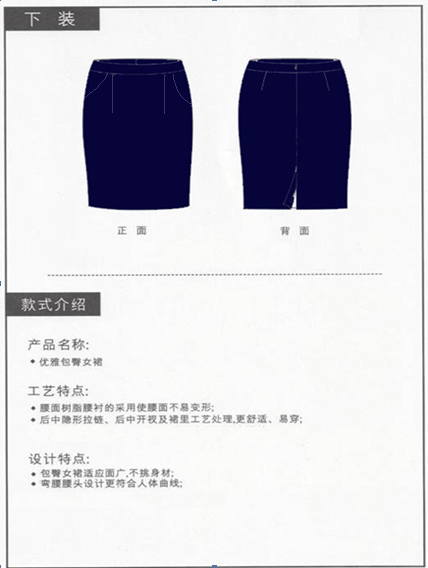 下 装
正 面
背 面
款式介绍
产品名称:
◆ 优雅包臀女裙
工艺特点:
◆ 腰面树脂腰衬的采用使腰面不易变形;
◆ 后中隐形拉链、后中开视及裙里工艺处理,更舒适、易穿;
设计特点:
◆ 包臀女裙适应面广,不挑身材;
◆ 弯腰腰头设计更符合人体曲线;